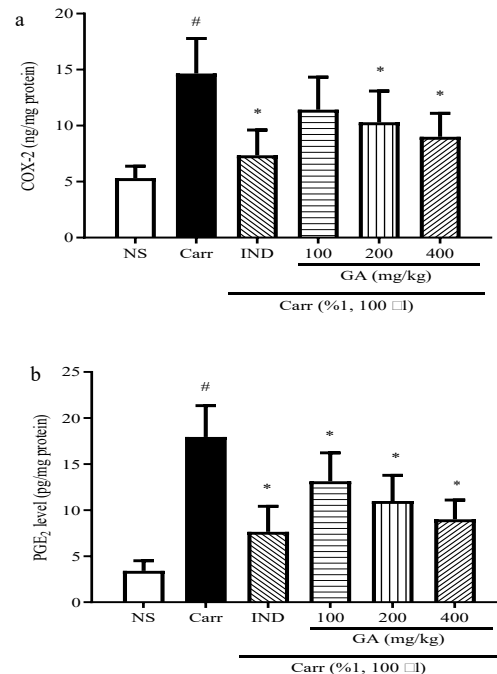 a
20
15
10
5
0
COX-2 (ng/mg protein)
#
*
*
*
NS Carr IND 100 200 400
GA (mg/kg)
Carr (%1, 100 □l)
b
25
20
15
10
5
0
PGE₂ level (pg/mg protein)
#
*
*
*
*
NS Carr IND 100 200 400
GA (mg/kg)
Carr (%1, 100 □l)